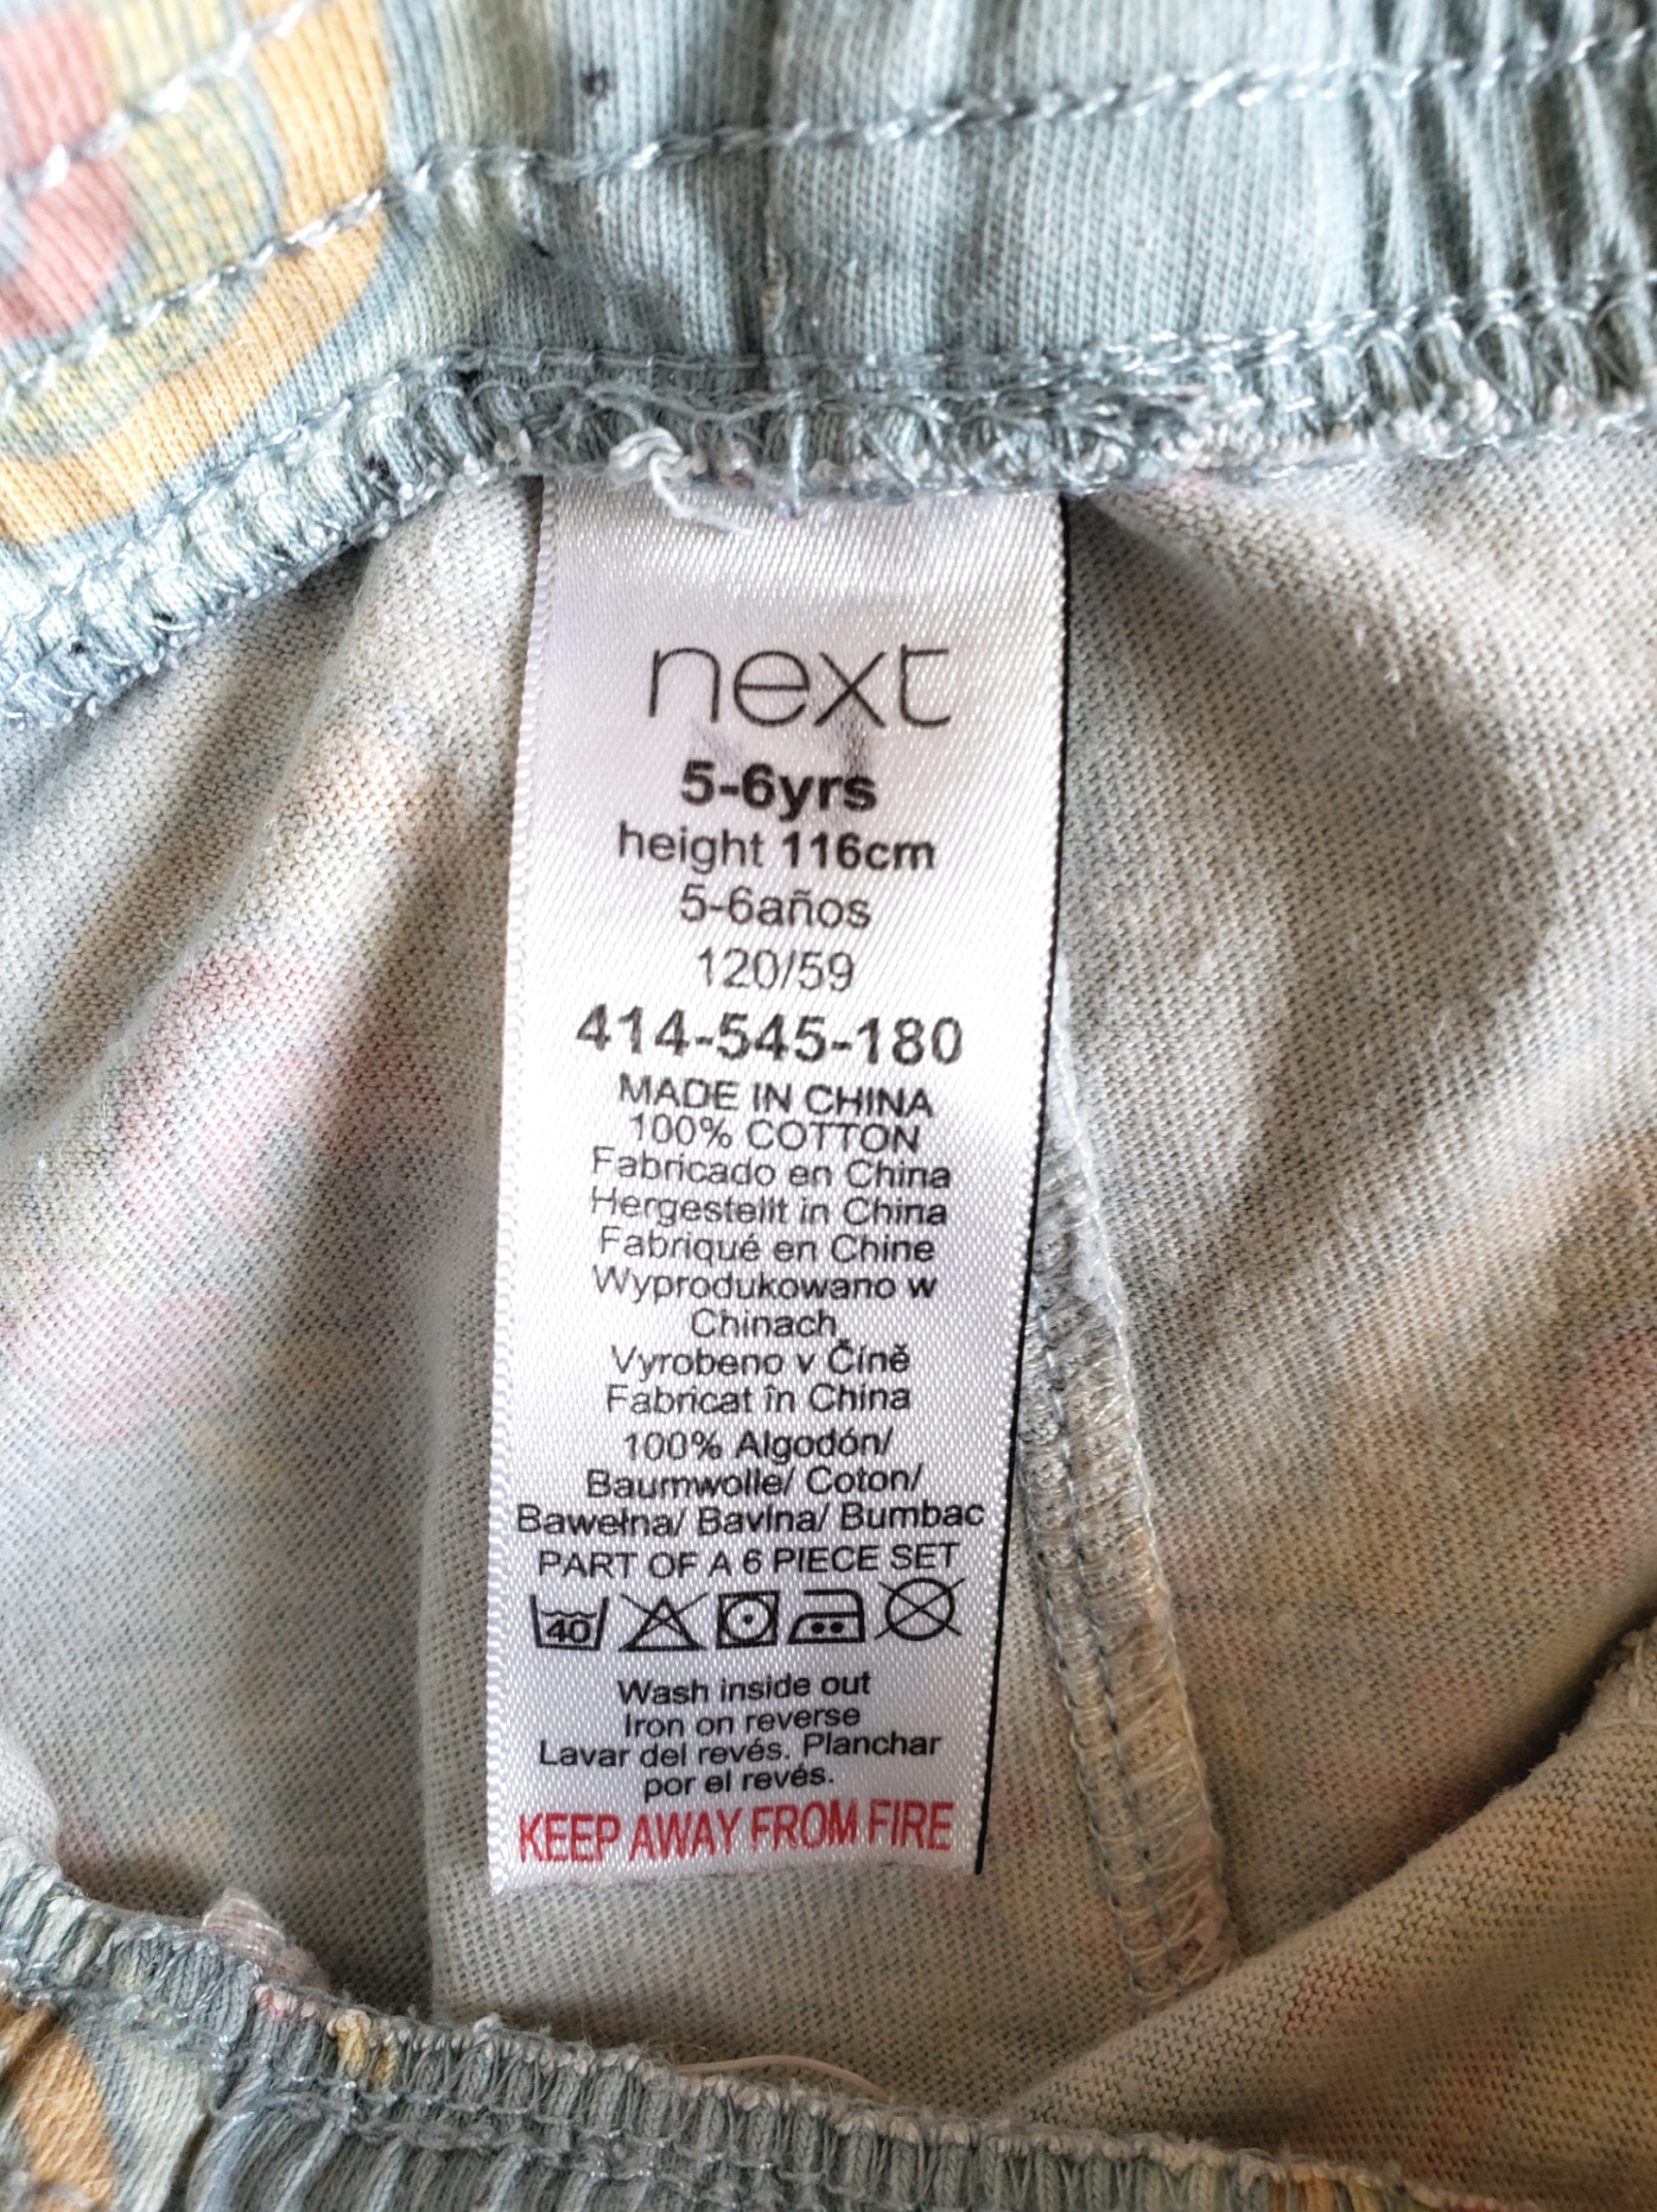 next
5-6yrs
height 116cm
5-6años
120/59
414-545-180
MADE IN CHINA
100% COTTON
Fabricado en China
Hergestellt in China
Fabriqué en Chine
Wyprodukowano w
Chinach
Vyrobeno v Číně
Fabricat în China
100% Algodón/
Baumwolle/ Coton/
Bawełna/ Bavlna/ Bumbac
PART OF A 6 PIECE SET
40
Wash inside out
Iron on reverse
Lavar del revés. Planchar
por el revés.
KEEP AWAY FROM FIRE